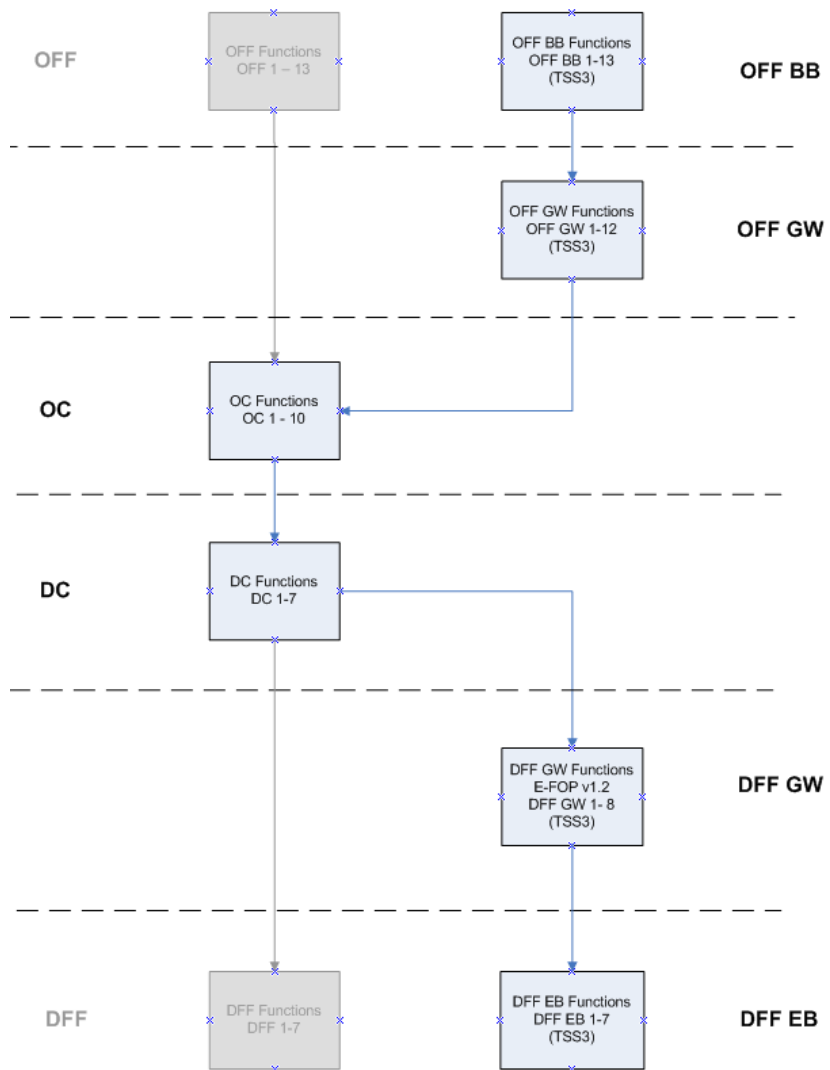 OFF
OFF Functions
OFF 1 – 13
OFF BB Functions
OFF BB 1-13
(TSS3)
OFF BB
OFF GW Functions
OFF GW 1-12
(TSS3)
OFF GW
OC
OC Functions
OC 1 - 10
DC
DC Functions
DC 1-7
DFF GW Functions
E-FOP v1.2
DFF GW 1- 8
(TSS3)
DFF GW
DFF
DFF Functions
DFF 1-7
DFF EB Functions
DFF EB 1-7
(TSS3)
DFF EB